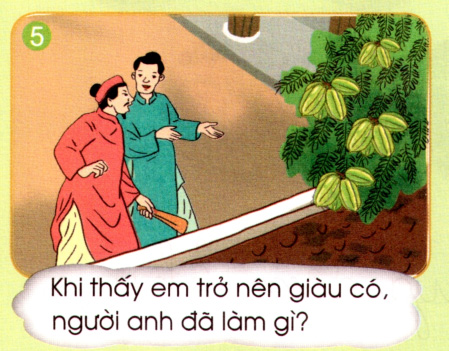 5
Khi thấy em trở nên giàu có,
người anh đã làm gì?